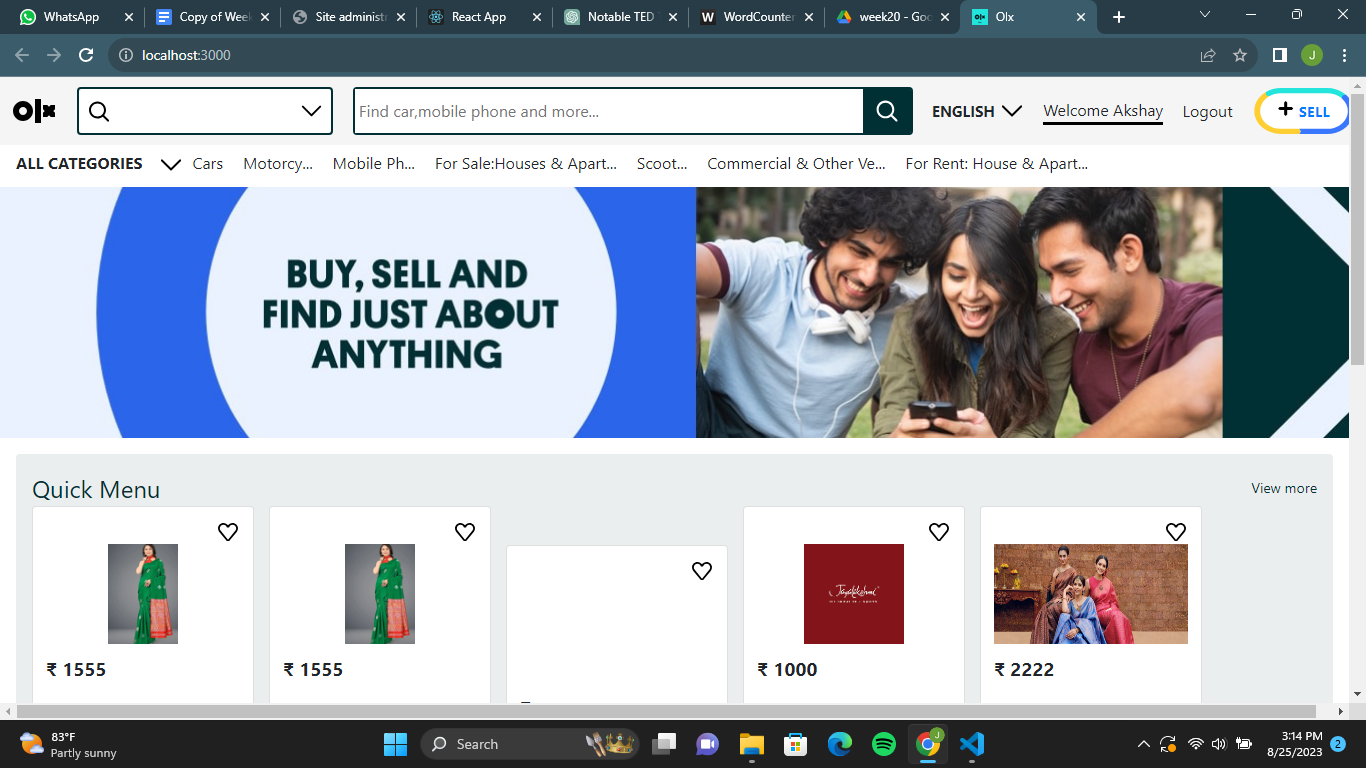 WhatsApp
Copy of Week
Site administr
React App
Notable TED
WordCounter
week20 - Goo
Olx
localhost:3000
J
olx
Find car,mobile phone and more...
ENGLISH
Welcome Akshay
Logout
SELL
ALL CATEGORIES
Cars
Motorcy...
Mobile Ph...
For Sale:Houses & Apart...
Scoot...
Commercial & Other Ve...
For Rent: House & Apart...
BUY, SELL AND
FIND JUST ABOUT
ANYTHING
Quick Menu
View more
₹ 1555
₹ 1555
Jayalakshmi
₹ 1000
₹ 2222
83°F
Partly sunny
Search
J
3:14 PM
8/25/2023
2